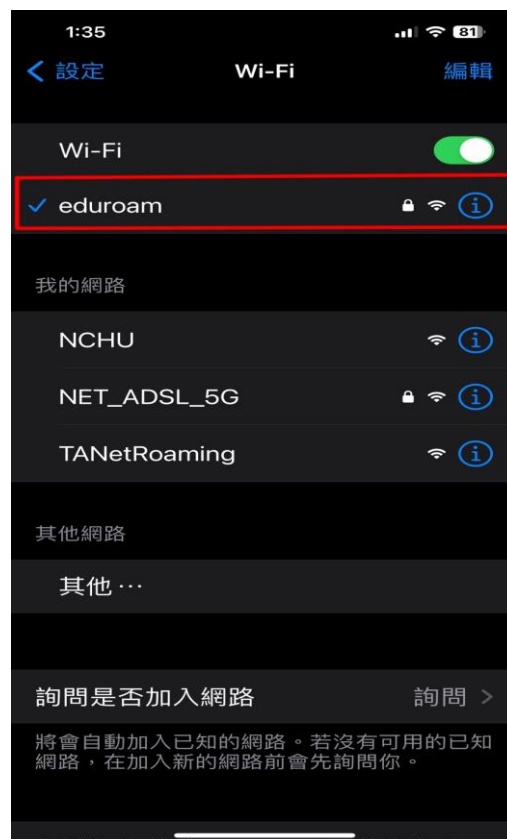 1:35 81
設定 Wi-Fi 編輯
Wi-Fi
eduroam
我的網路
NCHU
NET_ADSL_5G
TANetRoaming
其他網路
其他…
詢問是否加入網路 詢問
將會自動加入已知的網路。若沒有可用的已知
網路，在加入新的網路前會先詢問你。